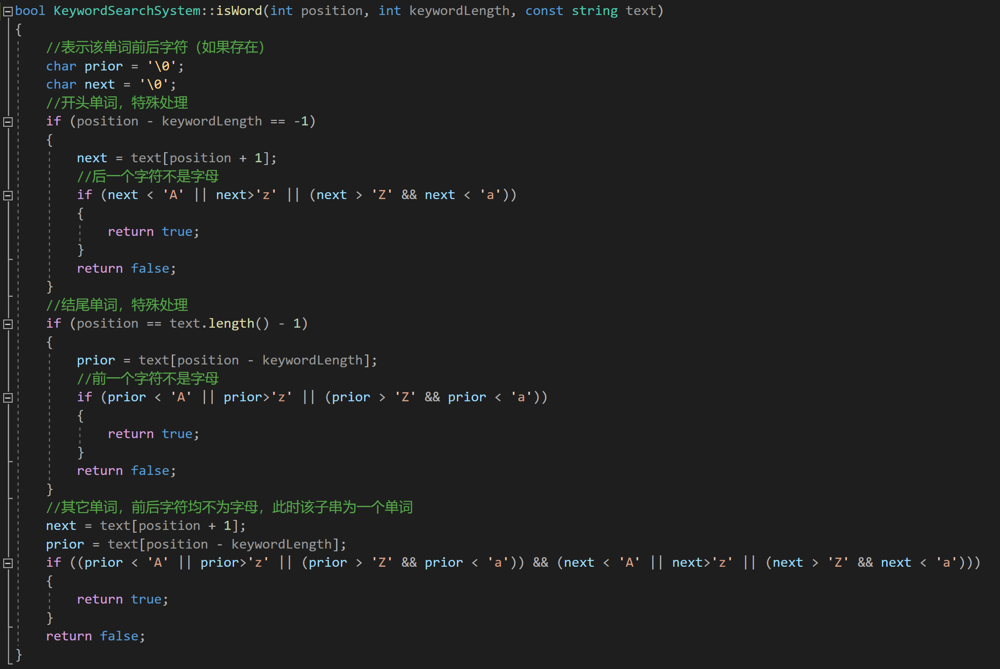 bool KeywordSearchSystem::isWord(int position, int keywordLength, const string text)
{
    //表示该单词前后字符（如果存在）
    char prior = '\0';
    char next = '\0';
    //开头单词，特殊处理
    if (position - keywordLength == -1)
    {
        next = text[position + 1];
        //后一个字符不是字母
        if (next < 'A' || next>'z' || (next > 'Z' && next < 'a'))
        {
            return true;
        }
        return false;
    }
    //结尾单词，特殊处理
    if (position == text.length() - 1)
    {
        prior = text[position - keywordLength];
        //前一个字符不是字母
        if (prior < 'A' || prior>'z' || (prior > 'Z' && prior < 'a'))
        {
            return true;
        }
        return false;
    }
    //其它单词，前后字符均不为字母，此时该子串为一个单词
    next = text[position + 1];
    prior = text[position - keywordLength];
    if ((prior < 'A' || prior>'z' || (prior > 'Z' && prior < 'a')) && (next < 'A' || next>'z' || (next > 'Z' && next < 'a')))
    {
        return true;
    }
    return false;
}